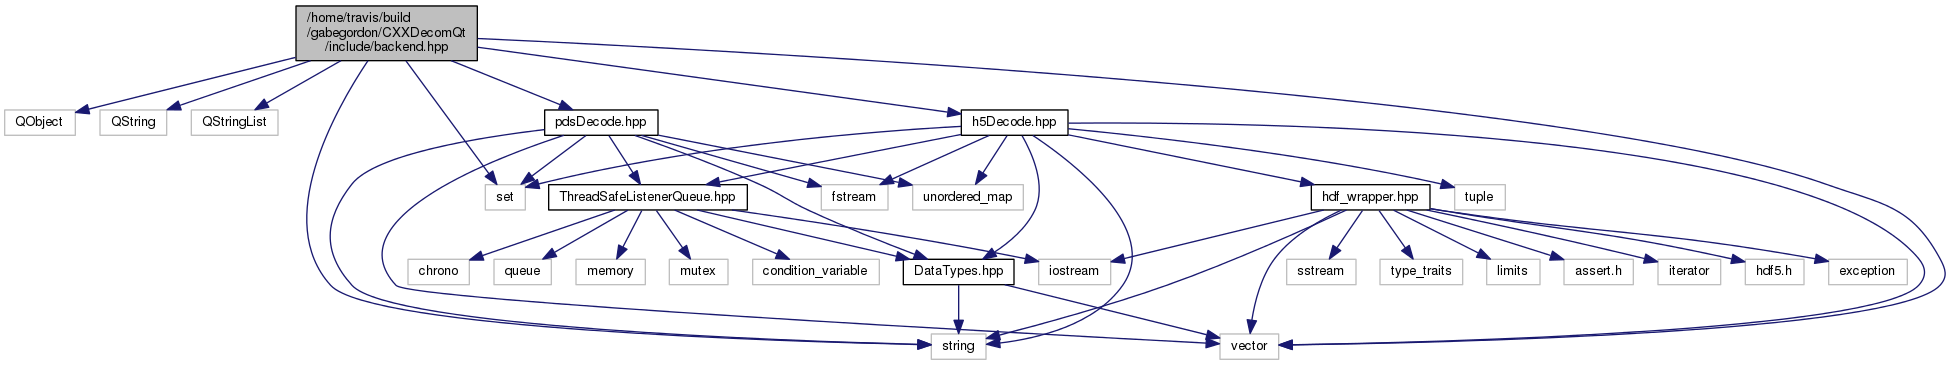 /home/travis/build
/gabegordon/CXXDecomQt
/include/backend.hpp
QObject
QString
QStringList
pdsDecode.hpp
h5Decode.hpp
set
ThreadSafeListenerQueue.hpp
fstream
unordered_map
hdf_wrapper.hpp
tuple
chrono
queue
memory
mutex
condition_variable
DataTypes.hpp
iostream
sstream
type_traits
limits
assert.h
iterator
hdf5.h
exception
string
vector